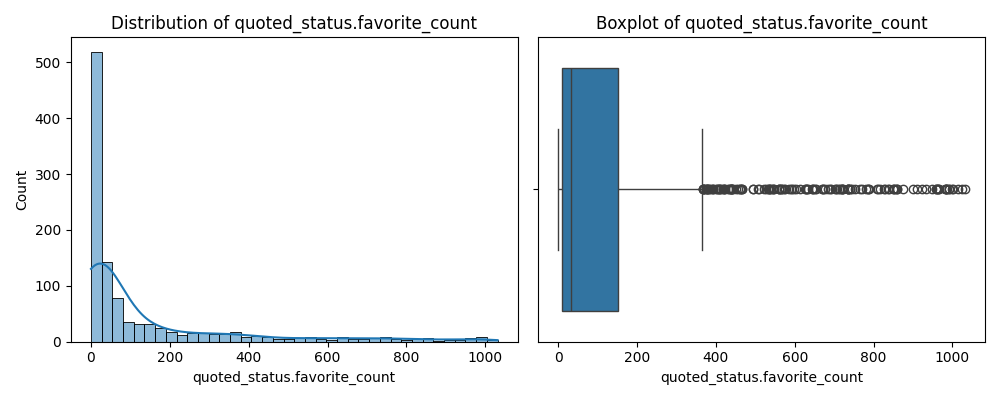 Distribution of quoted_status.favorite_count
500
400
300
200
100
0
Count
0 200 400 600 800 1000
quoted_status.favorite_count
Boxplot of quoted_status.favorite_count
0 200 400 600 800 1000
quoted_status.favorite_count